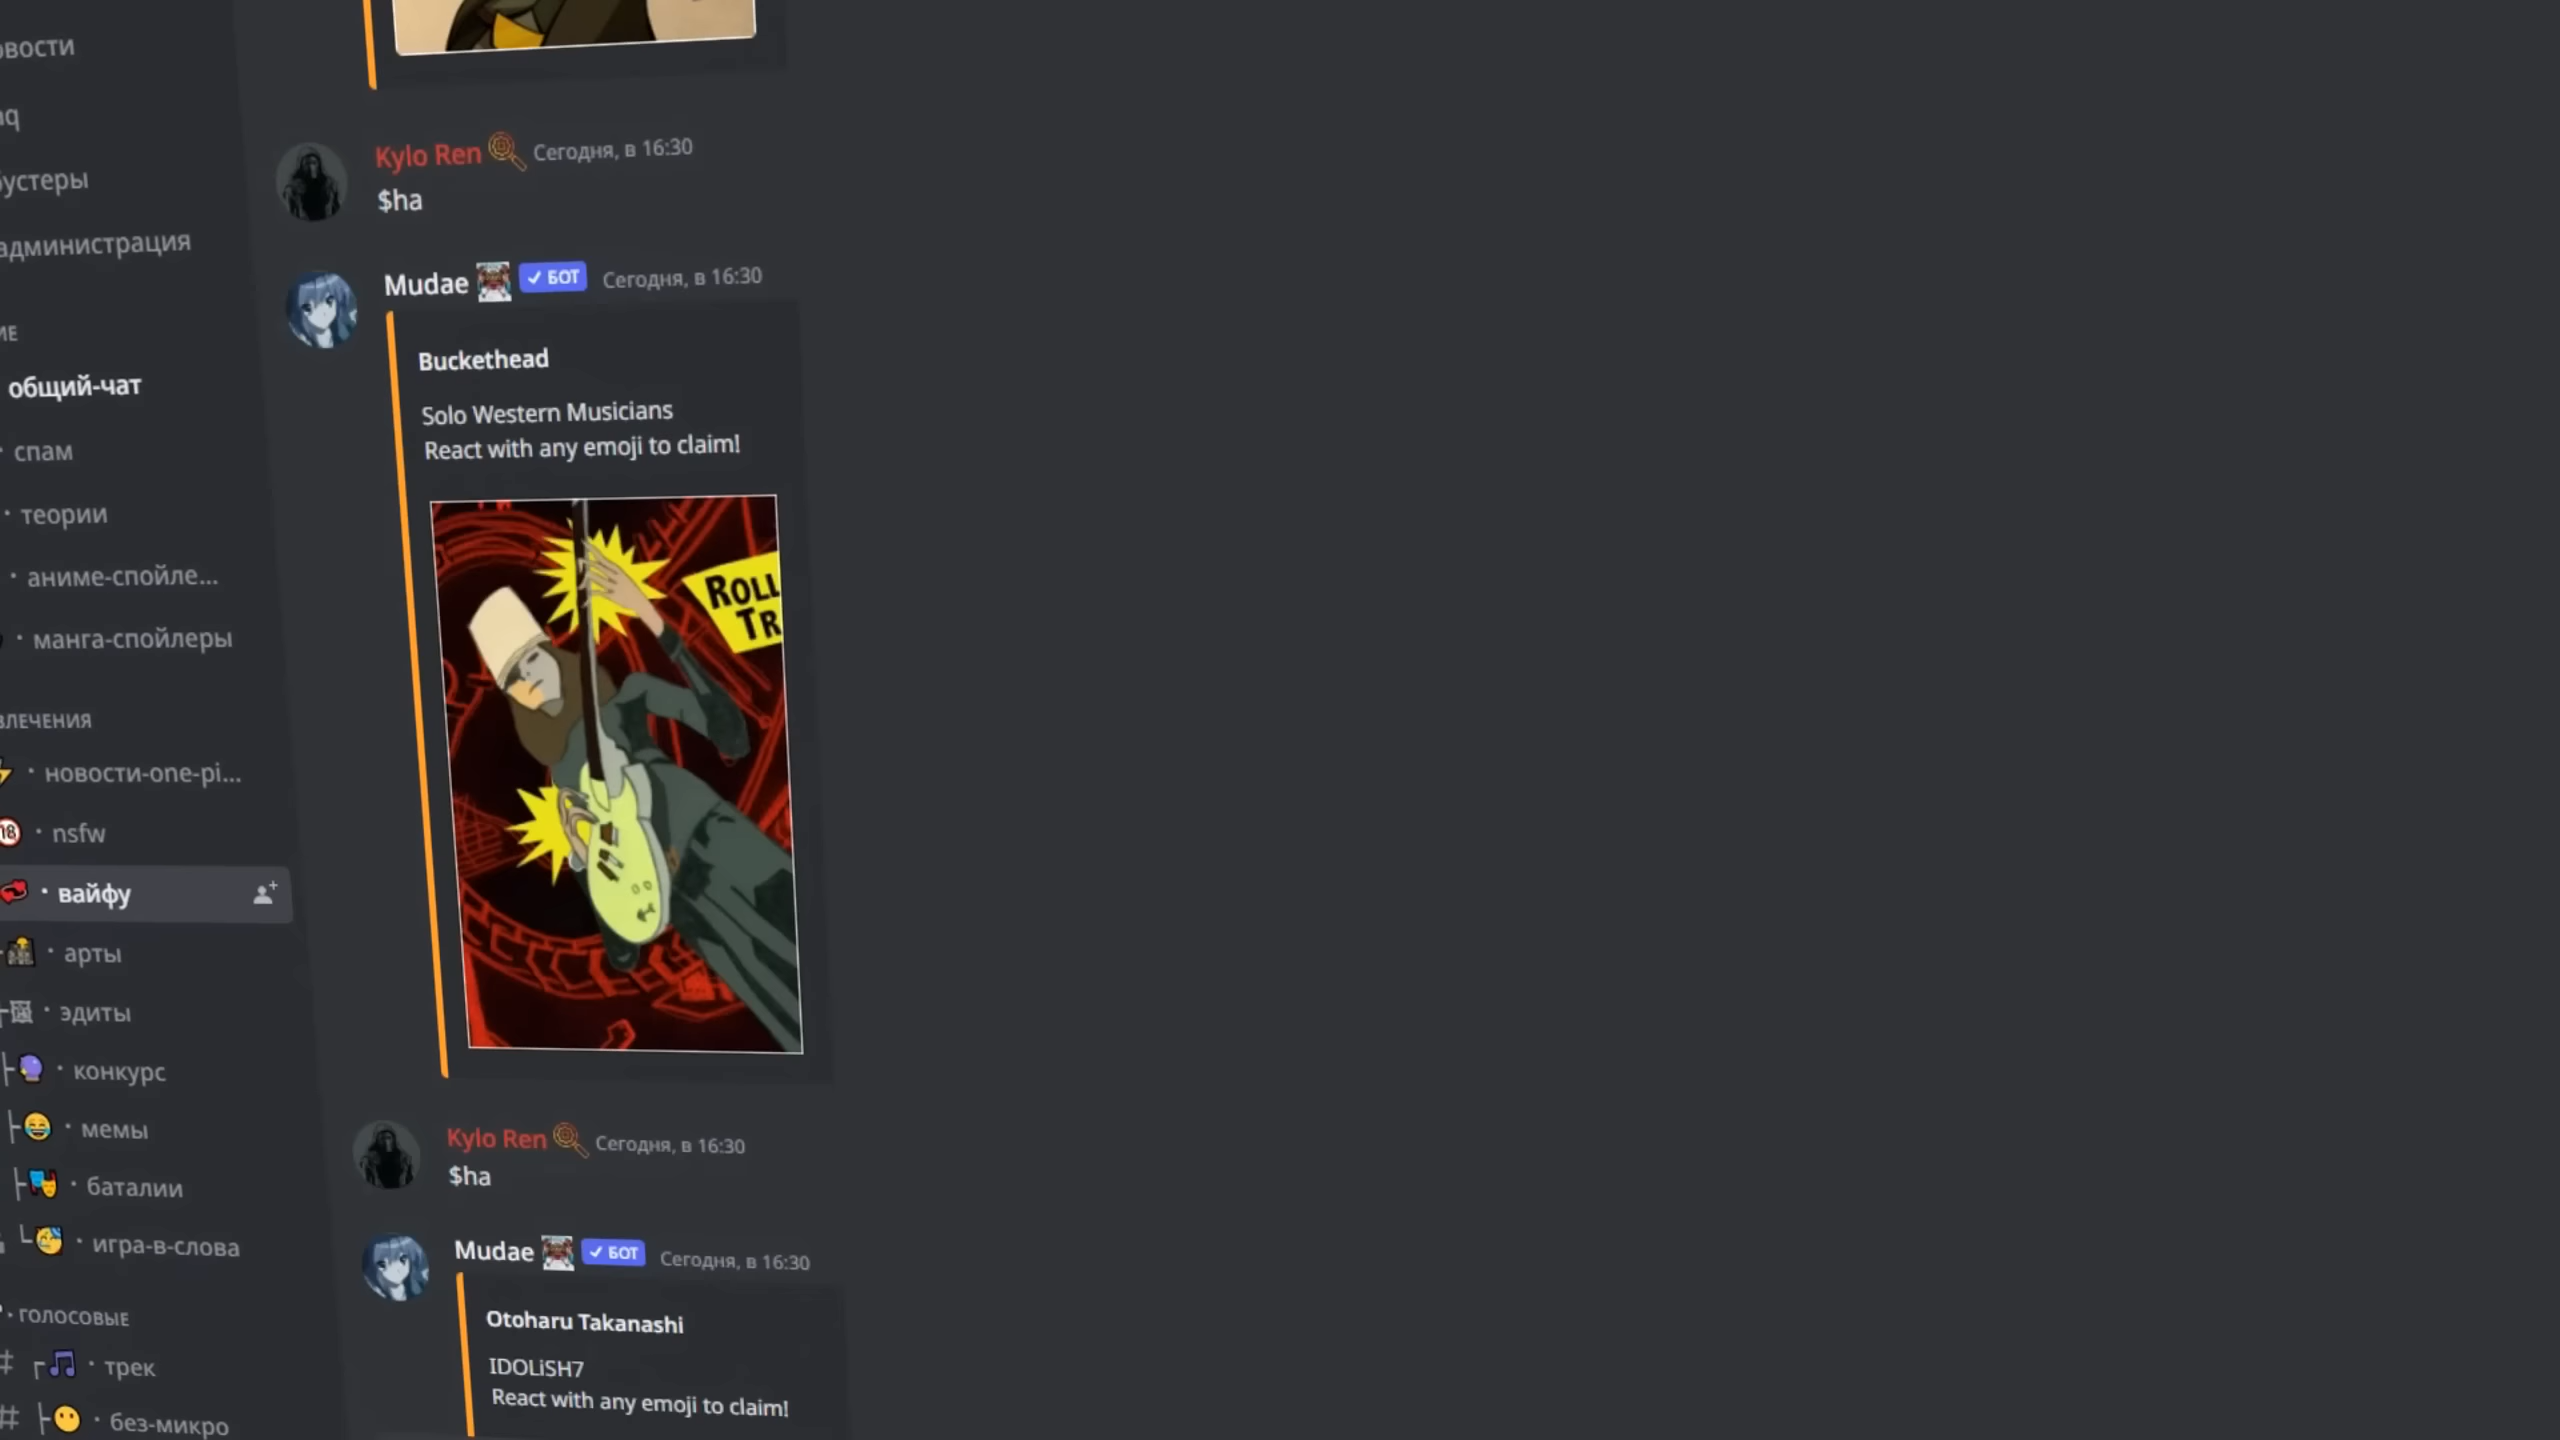 овости
aq
бустеры
администрация
ИЕ
общий-чат
· спам
· теории
· аниме-спойле...
· манга-спойлеры
ВЛЕЧЕНИЯ
· новости-one-pi...
18 · nsfw
· вайфу
· арты
· эдиты
· конкурс
· мемы
· баталии
· игра-в-слова
· ГОЛОСОВЫЕ
· трек
· без-микро
Kylo Ren Сегодня, в 16:30
$ha
Mudae ✓ БОТ Сегодня, в 16:30
Buckethead
Solo Western Musicians
React with any emoji to claim!
ROLL
TR
Kylo Ren Сегодня, в 16:30
$ha
Mudae ✓ БОТ Сегодня, в 16:30
Otoharu Takanashi
IDOLiSH7
React with any emoji to claim!